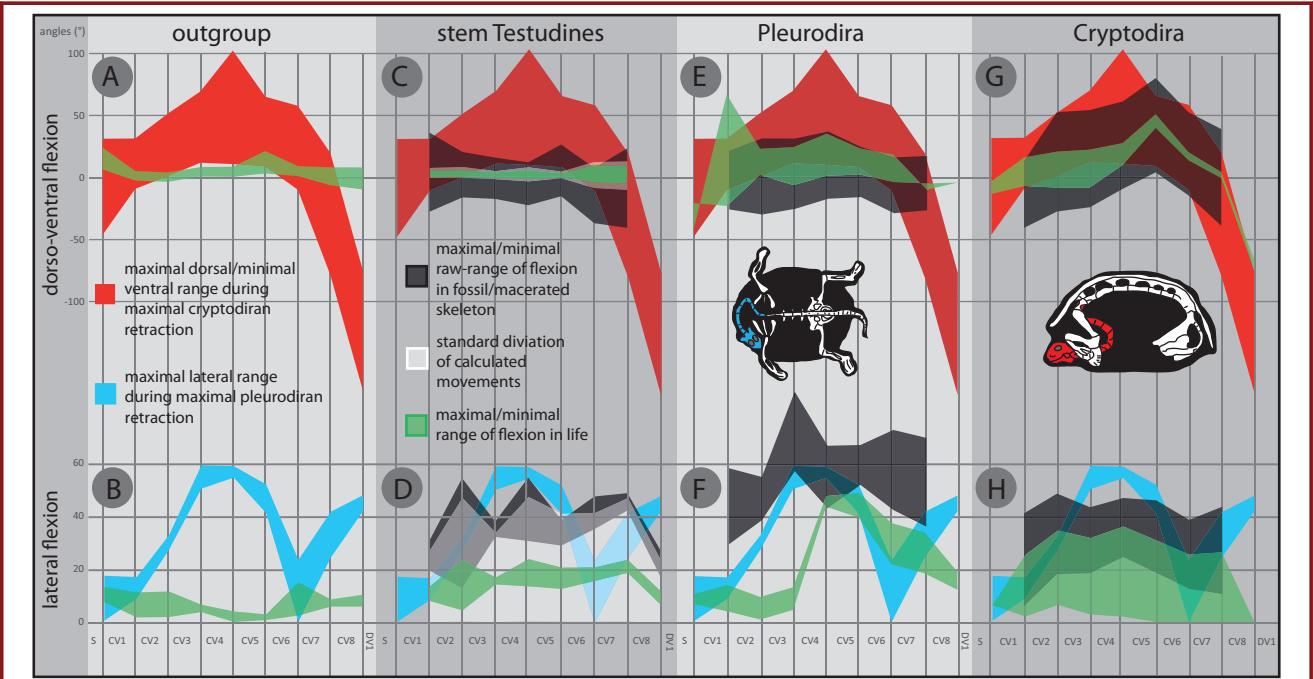 angles (°)
outgroup
stem Testudines
Pleurodira
Cryptodira
100
50
0
-50
-100
dorso-ventral flexion
A
C
E
G
maximal dorsal/minimal
ventral range during
maximal cryptodiran
retraction
maximal lateral range
during maximal pleurodiran
retraction
maximal/minimal
raw-range of flexion
in fossil/macerated
skeleton
standard diviation
of calculated
movements
maximal/minimal
range of flexion in life
60
40
20
0
lateral flexion
B
D
F
H
S CV1 CV2 CV3 CV4 CV5 CV6 CV7 CV8 DV1
S CV1 CV2 CV3 CV4 CV5 CV6 CV7 CV8 DV1
S CV1 CV2 CV3 CV4 CV5 CV6 CV7 CV8 DV1
S CV1 CV2 CV3 CV4 CV5 CV6 CV7 CV8 DV1